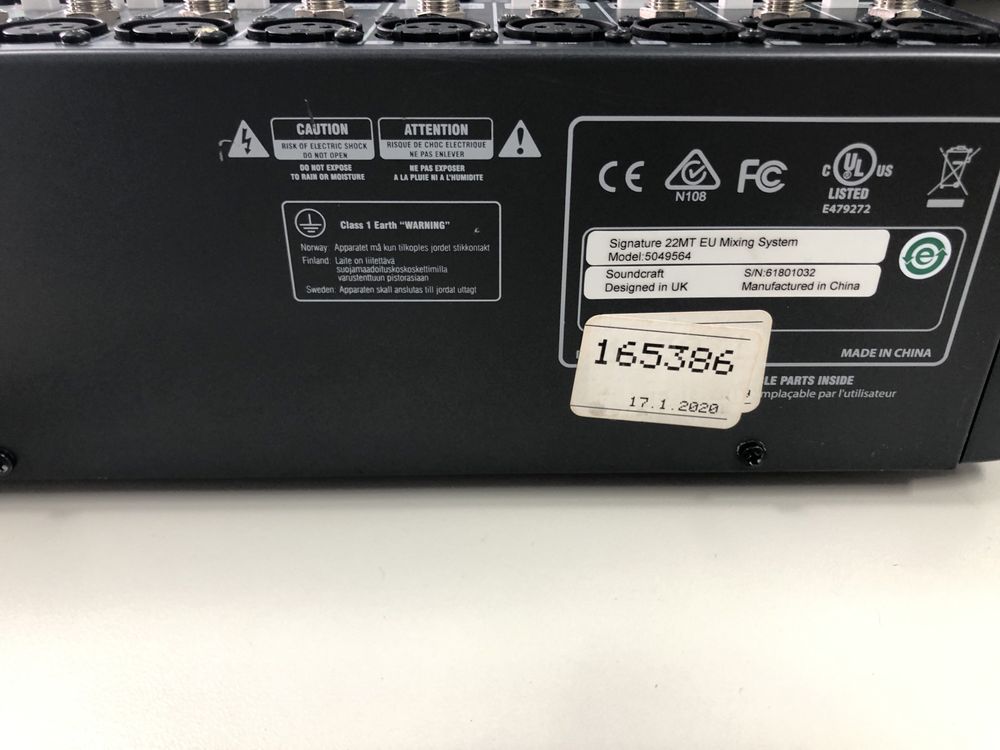 CAUTION
RISK OF ELECTRIC SHOCK
DO NOT OPEN
DO NOT EXPOSE
TO RAIN OR MOISTURE
ATTENTION
RISQUE DE CHOC ELECTRIQUE
NE PAS ENLEVER
NE PAS EXPOSER
A LA PLUIE NI A L'HUMIDITE
Class 1 Earth "WARNING"
Norway: Apparatet må kun tilkoples jordet stikkontakt
Finland: Laite on liitettävä
suojamaadoituskoskoskettimilla
varustenttuun pistorasiaan
Sweden: Apparaten skall anslutas till jordat uttagt
CE
N108
FC
C UL US
LISTED
E479272
Signature 22MT EU Mixing System
Model:5049564
Soundcraft S/N:61801032
Designed in UK Manufactured in China
e
MADE IN CHINA
165386
17.1.2020
LE PARTS INSIDE
mplaçable par l'utilisateur